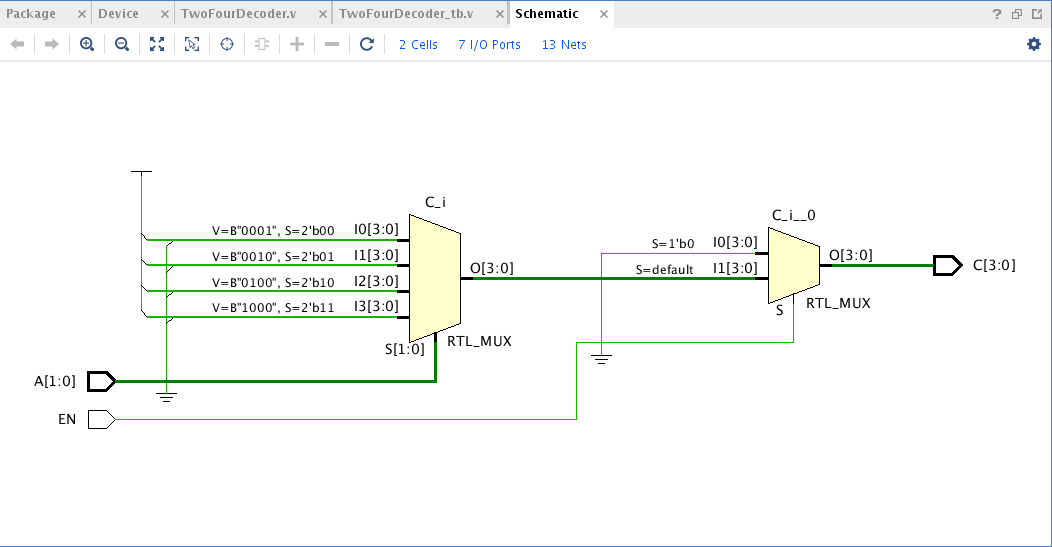 Package Device TwoFourDecoder.v TwoFourDecoder_tb.v Schematic
2 Cells 7 I/O Ports 13 Nets
C_i
V=B"0001", S=2'b00 I0[3:0]
V=B"0010", S=2'b01 I1[3:0]
V=B"0100", S=2'b10 I2[3:0]
V=B"1000", S=2'b11 I3[3:0]
O[3:0]
S[1:0]
RTL_MUX
C_i__0
S=1'b0 I0[3:0]
S=default I1[3:0]
O[3:0]
S
RTL_MUX
C[3:0]
A[1:0]
EN